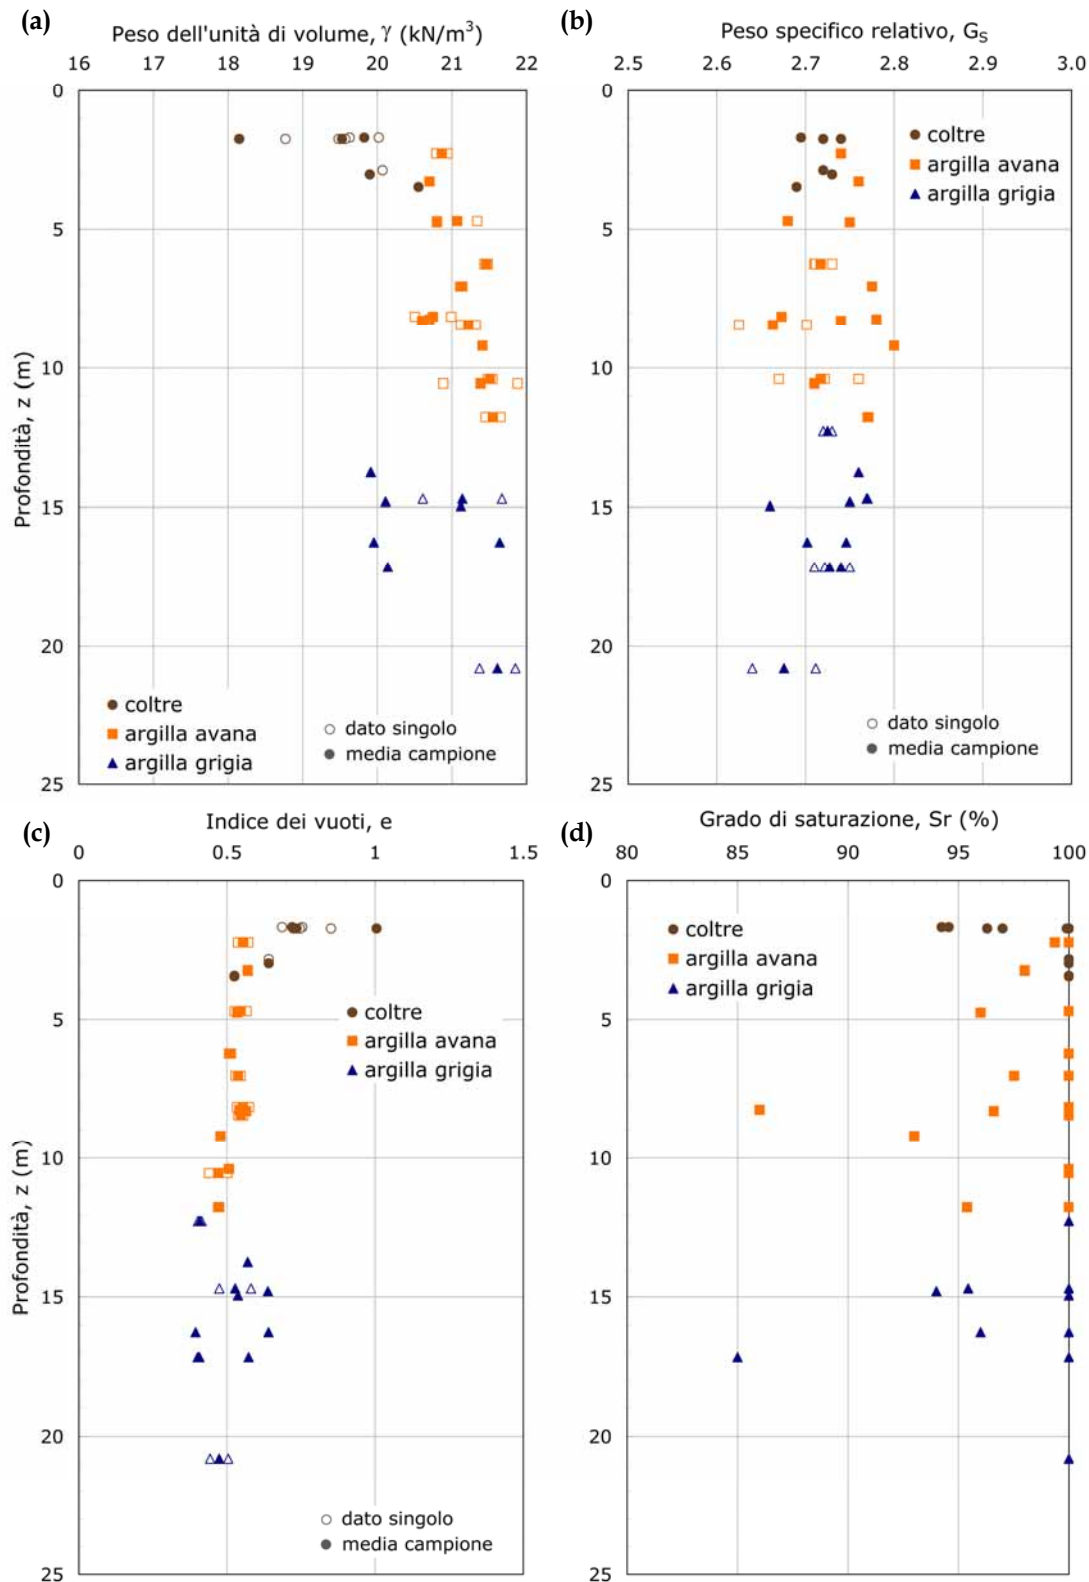 (a)
Peso dell'unità di volume, γ (kN/m³)
16 17 18 19 20 21 22
0
5
10
15
20
25
Profondità, z (m)
coltre
argilla avana
argilla grigia
dato singolo
media campione
(b)
Peso specifico relativo, G_S
2.5 2.6 2.7 2.8 2.9 3.0
0
5
10
15
20
25
coltre
argilla avana
argilla grigia
dato singolo
media campione
(c)
Indice dei vuoti, e
0 0.5 1 1.5
0
5
10
15
20
25
Profondità, z (m)
coltre
argilla avana
argilla grigia
dato singolo
media campione
(d)
Grado di saturazione, Sr (%)
80 85 90 95 100
0
5
10
15
20
25
coltre
argilla avana
argilla grigia